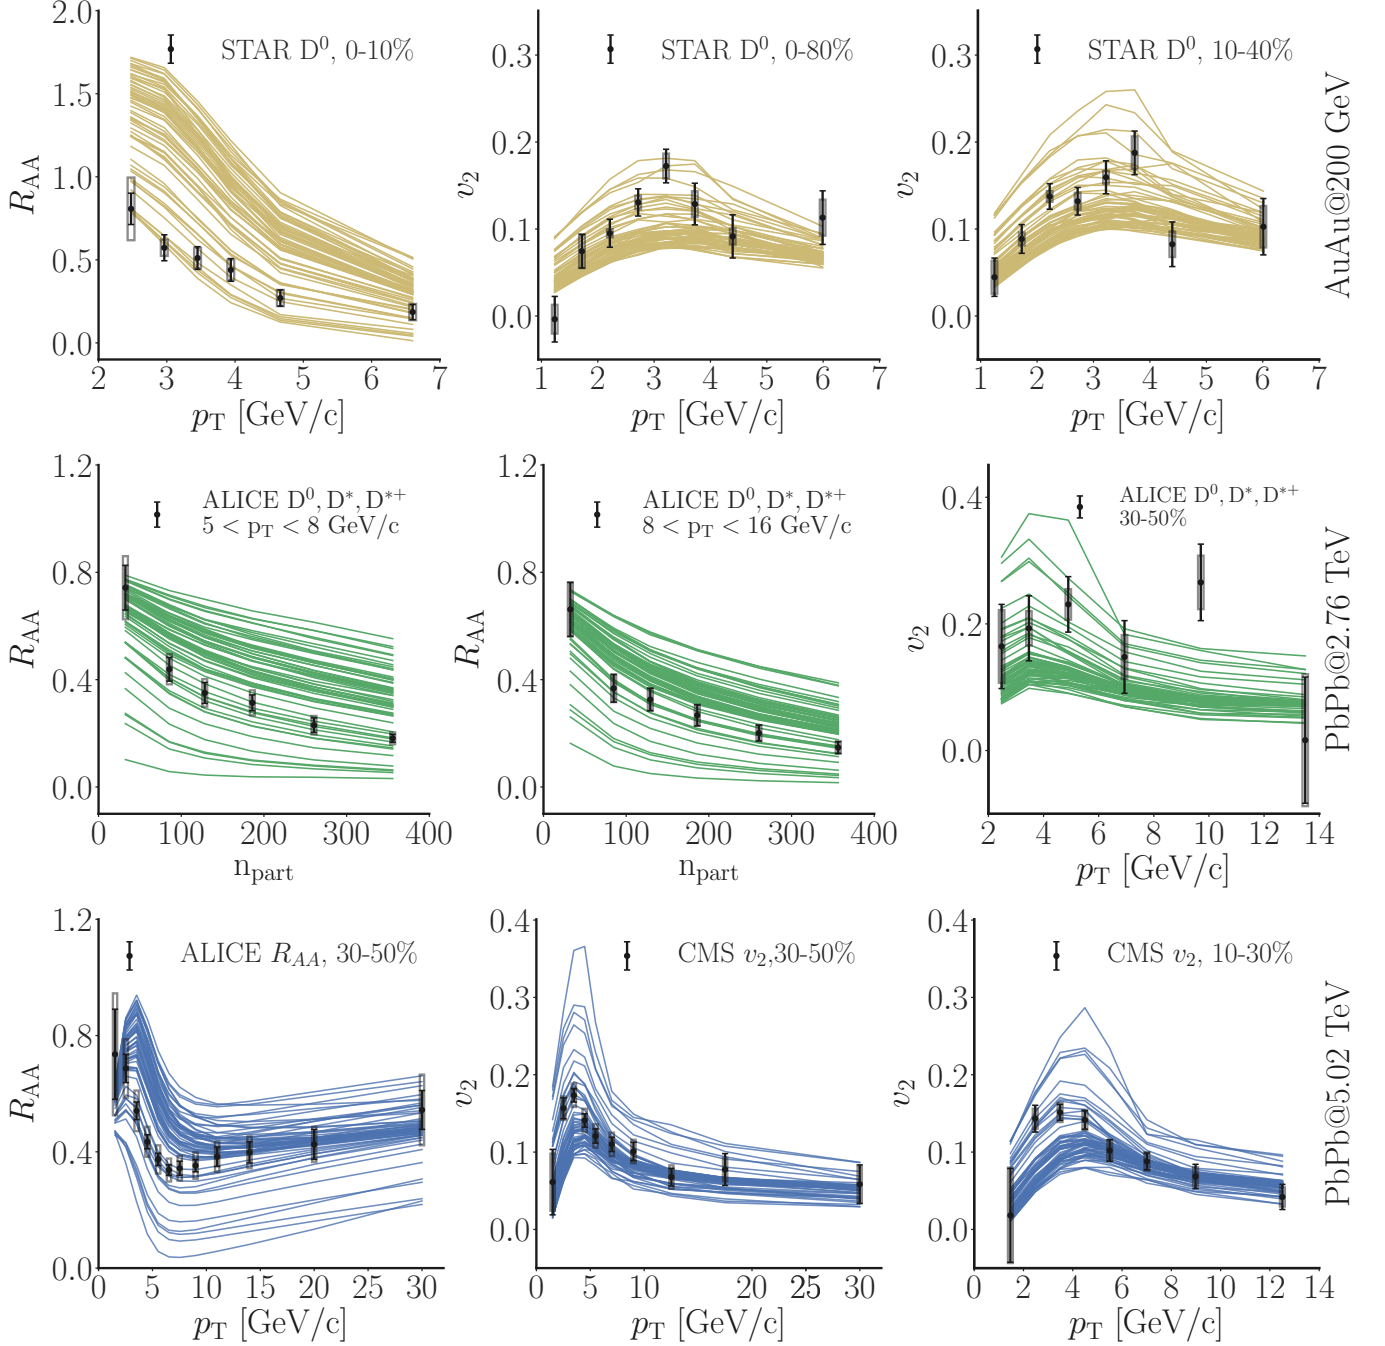 2.0
1.5
1.0
0.5
0.0
R_AA
STAR D⁰, 0-10%
2 3 4 5 6 7
p_T [GeV/c]
0.3
0.2
0.1
0.0
v₂
STAR D⁰, 0-80%
1 2 3 4 5 6 7
p_T [GeV/c]
0.3
0.2
0.1
0.0
v₂
STAR D⁰, 10-40%
1 2 3 4 5 6 7
p_T [GeV/c]
AuAu@200 GeV
1.2
0.8
0.4
0.0
R_AA
ALICE D⁰, D*, D*⁺
5 < p_T < 8 GeV/c
0 100 200 300 400
n_part
1.2
0.8
0.4
0.0
R_AA
ALICE D⁰, D*, D*⁺
8 < p_T < 16 GeV/c
0 100 200 300 400
n_part
0.4
0.2
0.0
v₂
ALICE D⁰, D*, D*⁺
30-50%
2 4 6 8 10 12 14
p_T [GeV/c]
PbPb@2.76 TeV
1.2
0.8
0.4
0.0
R_AA
ALICE R_AA, 30-50%
0 5 10 15 20 25 30
p_T [GeV/c]
0.4
0.3
0.2
0.1
0.0
v₂
CMS v₂,30-50%
0 5 10 20 30
p_T [GeV/c]
0.4
0.3
0.2
0.1
0.0
v₂
CMS v₂, 10-30%
0 2 4 6 8 10 12 14
p_T [GeV/c]
PbPb@5.02 TeV